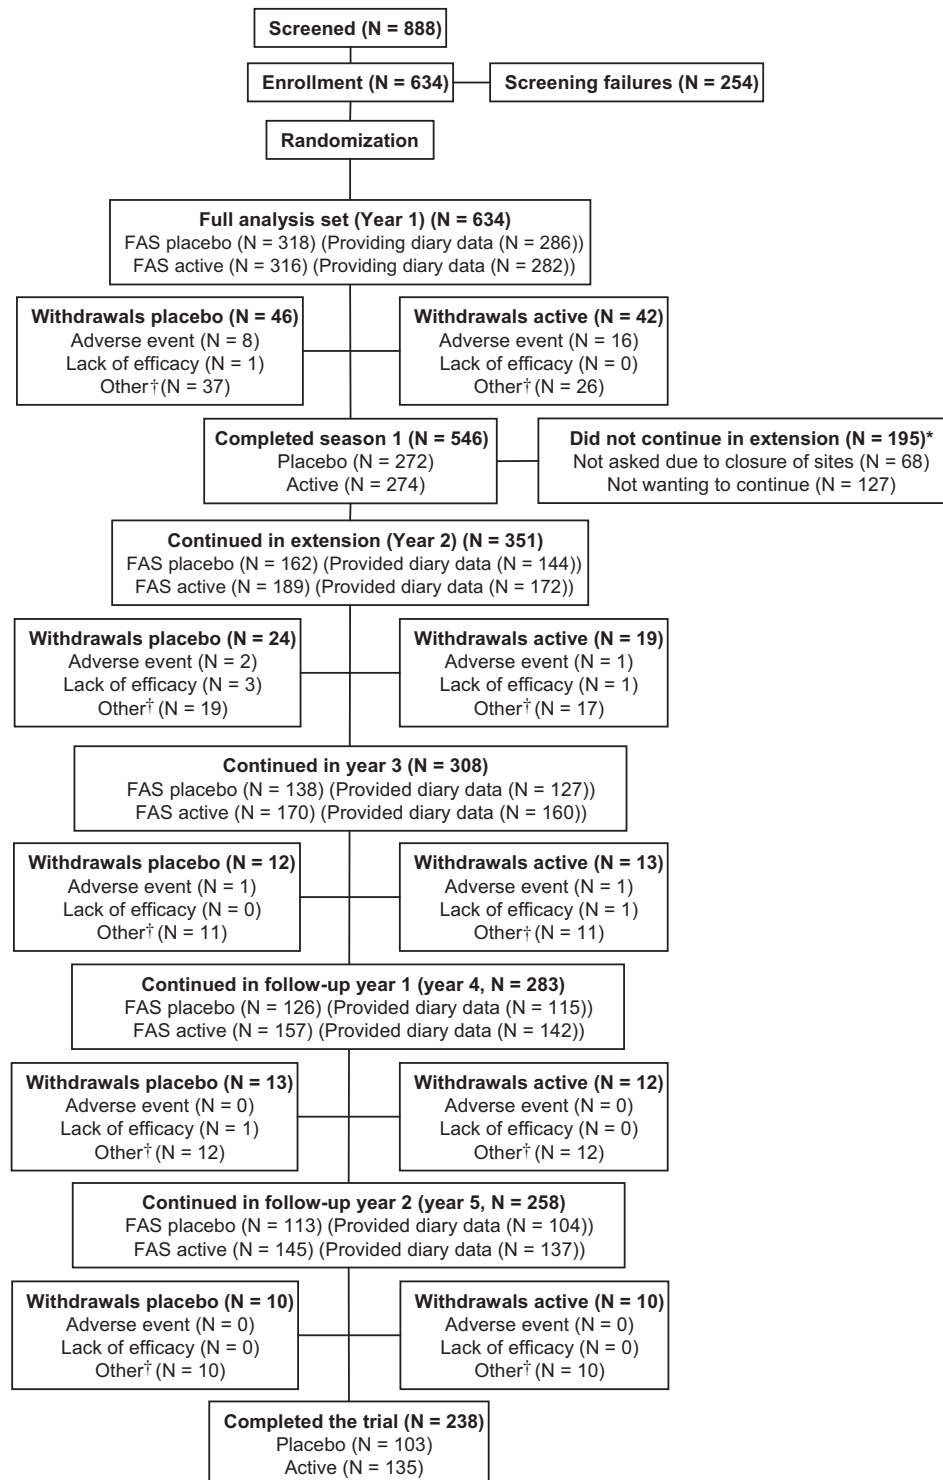 Screened (N = 888)
Enrollment (N = 634)
Screening failures (N = 254)
Randomization
Full analysis set (Year 1) (N = 634)
FAS placebo (N = 318) (Providing diary data (N = 286))
FAS active (N = 316) (Providing diary data (N = 282))
Withdrawals placebo (N = 46)
Adverse event (N = 8)
Lack of efficacy (N = 1)
Other† (N = 37)
Withdrawals active (N = 42)
Adverse event (N = 16)
Lack of efficacy (N = 0)
Other† (N = 26)
Completed season 1 (N = 546)
Placebo (N = 272)
Active (N = 274)
Did not continue in extension (N = 195)*
Not asked due to closure of sites (N = 68)
Not wanting to continue (N = 127)
Continued in extension (Year 2) (N = 351)
FAS placebo (N = 162) (Provided diary data (N = 144))
FAS active (N = 189) (Provided diary data (N = 172))
Withdrawals placebo (N = 24)
Adverse event (N = 2)
Lack of efficacy (N = 3)
Other† (N = 19)
Withdrawals active (N = 19)
Adverse event (N = 1)
Lack of efficacy (N = 1)
Other† (N = 17)
Continued in year 3 (N = 308)
FAS placebo (N = 138) (Provided diary data (N = 127))
FAS active (N = 170) (Provided diary data (N = 160))
Withdrawals placebo (N = 12)
Adverse event (N = 1)
Lack of efficacy (N = 0)
Other† (N = 11)
Withdrawals active (N = 13)
Adverse event (N = 1)
Lack of efficacy (N = 1)
Other† (N = 11)
Continued in follow-up year 1 (year 4, N = 283)
FAS placebo (N = 126) (Provided diary data (N = 115))
FAS active (N = 157) (Provided diary data (N = 142))
Withdrawals placebo (N = 13)
Adverse event (N = 0)
Lack of efficacy (N = 1)
Other† (N = 12)
Withdrawals active (N = 12)
Adverse event (N = 0)
Lack of efficacy (N = 0)
Other† (N = 12)
Continued in follow-up year 2 (year 5, N = 258)
FAS placebo (N = 113) (Provided diary data (N = 104))
FAS active (N = 145) (Provided diary data (N = 137))
Withdrawals placebo (N = 10)
Adverse event (N = 0)
Lack of efficacy (N = 0)
Other† (N = 10)
Withdrawals active (N = 10)
Adverse event (N = 0)
Lack of efficacy (N = 0)
Other† (N = 10)
Completed the trial (N = 238)
Placebo (N = 103)
Active (N = 135)